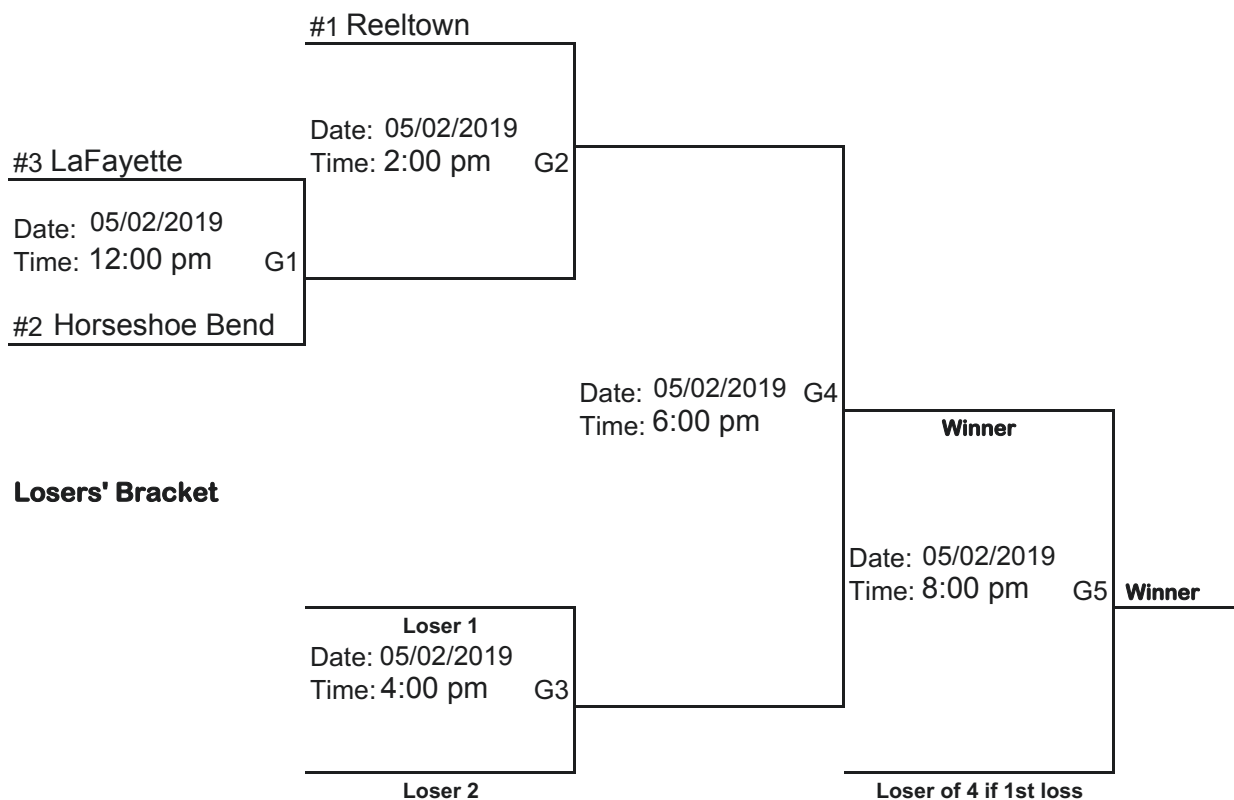 #1 Reeltown
Date: 05/02/2019
Time: 2:00 pm G2
#3 LaFayette
Date: 05/02/2019
Time: 12:00 pm G1
#2 Horseshoe Bend
Date: 05/02/2019 G4
Time: 6:00 pm
Winner
Losers' Bracket
Date: 05/02/2019
Time: 8:00 pm G5 Winner
Loser 1
Date: 05/02/2019
Time: 4:00 pm G3
Loser 2
Loser of 4 if 1st loss